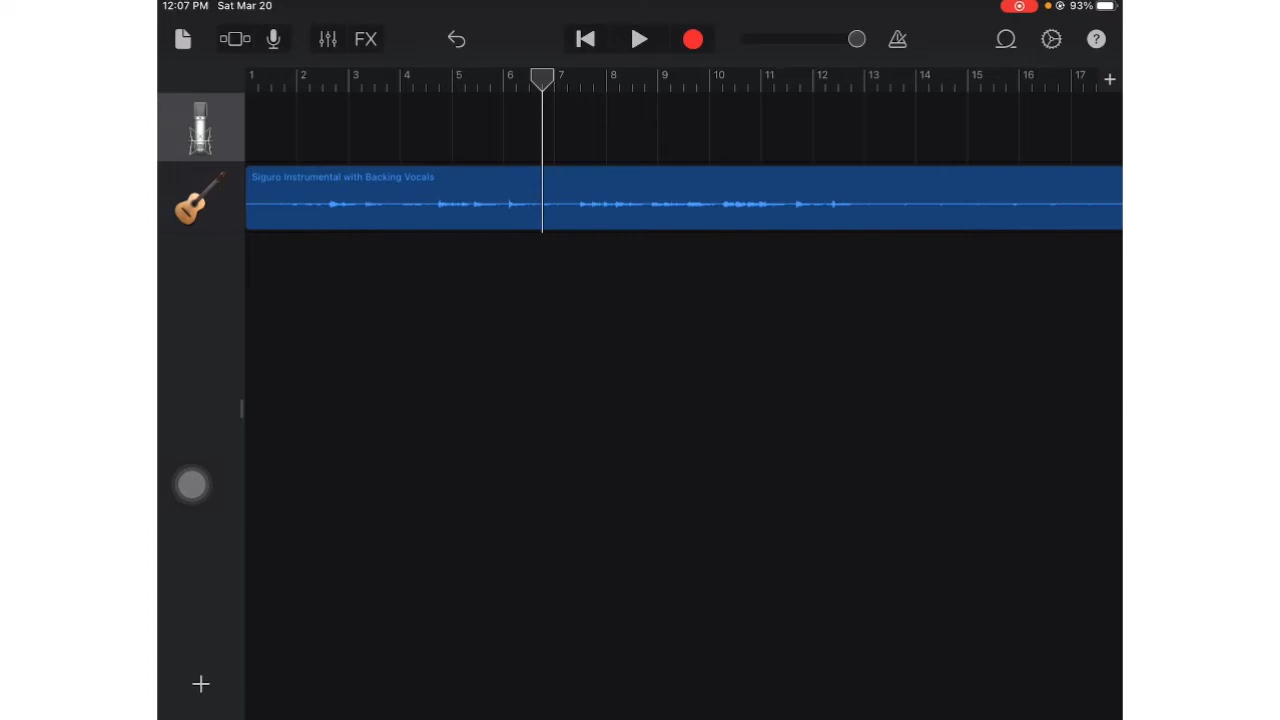 12:07 PM Sat Mar 20
93%
FX
?
1 2 3 4 5 6 7 8 9 10 11 12 13 14 15 16 17 +
Siguro Instrumental with Backing Vocals
+